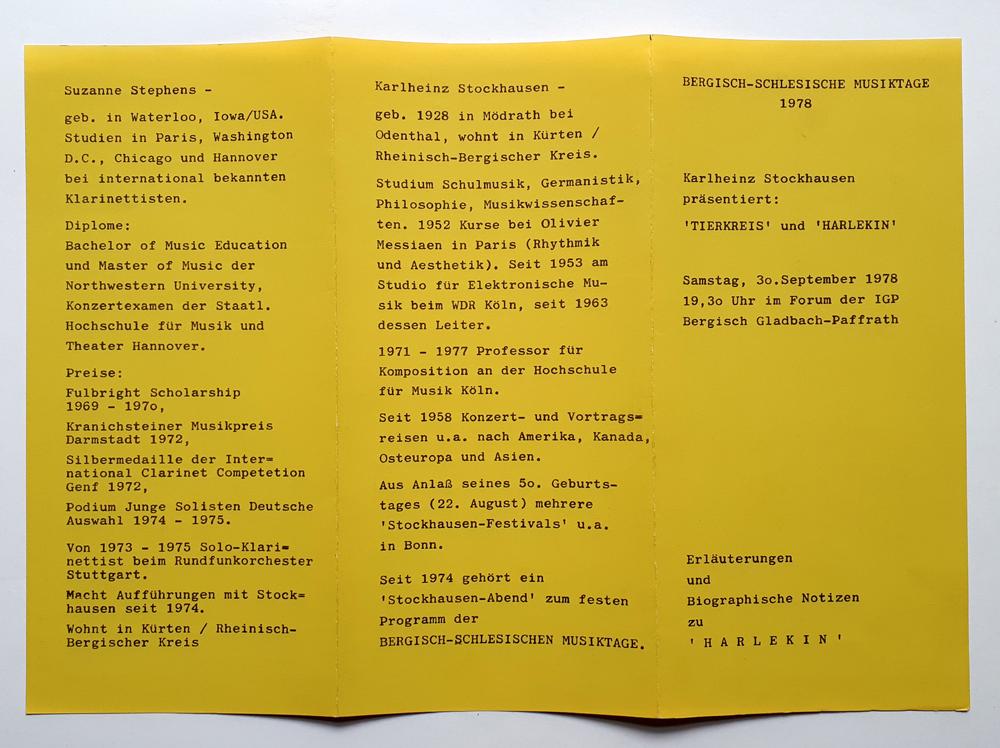 Suzanne Stephens -
geb. in Waterloo, Iowa/USA.
Studien in Paris, Washington
D.C., Chicago und Hannover
bei international bekannten
Klarinettisten.
Diplome:
Bachelor of Music Education
und Master of Music der
Northwestern University,
Konzertexamen der Staatl.
Hochschule für Musik und
Theater Hannover.
Preise:
Fulbright Scholarship
1969 - 197o,
Kranichsteiner Musikpreis
Darmstadt 1972,
Silbermedaille der Inter=
national Clarinet Competetion
Genf 1972,
Podium Junge Solisten Deutsche
Auswahl 1974 - 1975.
Von 1973 - 1975 Solo-Klari=
nettist beim Rundfunkorchester
Stuttgart.
Macht Aufführungen mit Stock=
hausen seit 1974.
Wohnt in Kürten / Rheinisch-
Bergischer Kreis
Karlheinz Stockhausen -
geb. 1928 in Mödrath bei
Odenthal, wohnt in Kürten /
Rheinisch-Bergischer Kreis.
Studium Schulmusik, Germanistik,
Philosophie, Musikwissenschaf-
ten. 1952 Kurse bei Olivier
Messiaen in Paris (Rhythmik
und Aesthetik). Seit 1953 am
Studio für Elektronische Mu-
sik beim WDR Köln, seit 1963
dessen Leiter.
1971 - 1977 Professor für
Komposition an der Hochschule
für Musik Köln.
Seit 1958 Konzert- und Vortrags=
reisen u.a. nach Amerika, Kanada,
Osteuropa und Asien.
Aus Anlaß seines 5o. Geburts-
tages (22. August) mehrere
'Stockhausen-Festivals' u.a.
in Bonn.
Seit 1974 gehört ein
'Stockhausen-Abend' zum festen
Programm der
BERGISCH-SCHLESISCHEN MUSIKTAGE.
BERGISCH-SCHLESISCHE MUSIKTAGE
1978
Karlheinz Stockhausen
präsentiert:
'TIERKREIS' und 'HARLEKIN'
Samstag, 3o.September 1978
19,3o Uhr im Forum der IGP
Bergisch Gladbach-Paffrath
Erläuterungen
und
Biographische Notizen
zu
' H A R L E K I N '